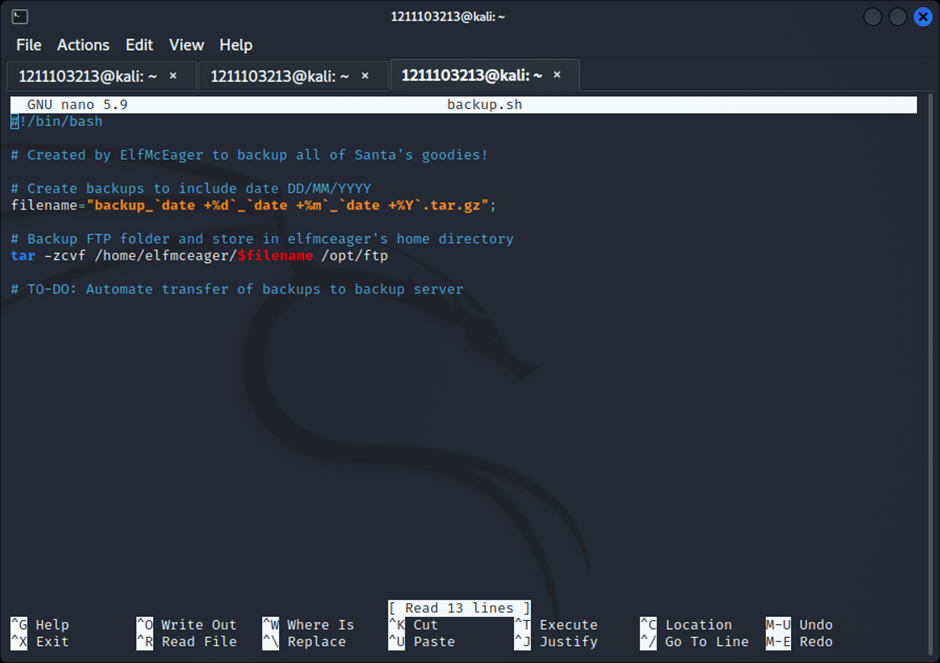 1211103213@kali: ~
File Actions Edit View Help
1211103213@kali: ~ × 1211103213@kali: ~ × 1211103213@kali: ~ ×
GNU nano 5.9 backup.sh
#!/bin/bash
# Created by ElfMcEager to backup all of Santa's goodies!
# Create backups to include date DD/MM/YYYY
filename="backup_`date +%d`_`date +%m`_`date +%Y`.tar.gz";
# Backup FTP folder and store in elfmceager's home directory
tar -zcvf /home/elfmceager/$filename /opt/ftp
# TO-DO: Automate transfer of backups to backup server
[ Read 13 lines ]
^G Help ^O Write Out ^W Where Is ^K Cut ^T Execute ^C Location M-U Undo
^X Exit ^R Read File ^\ Replace ^U Paste ^J Justify ^/ Go To Line M-E Redo